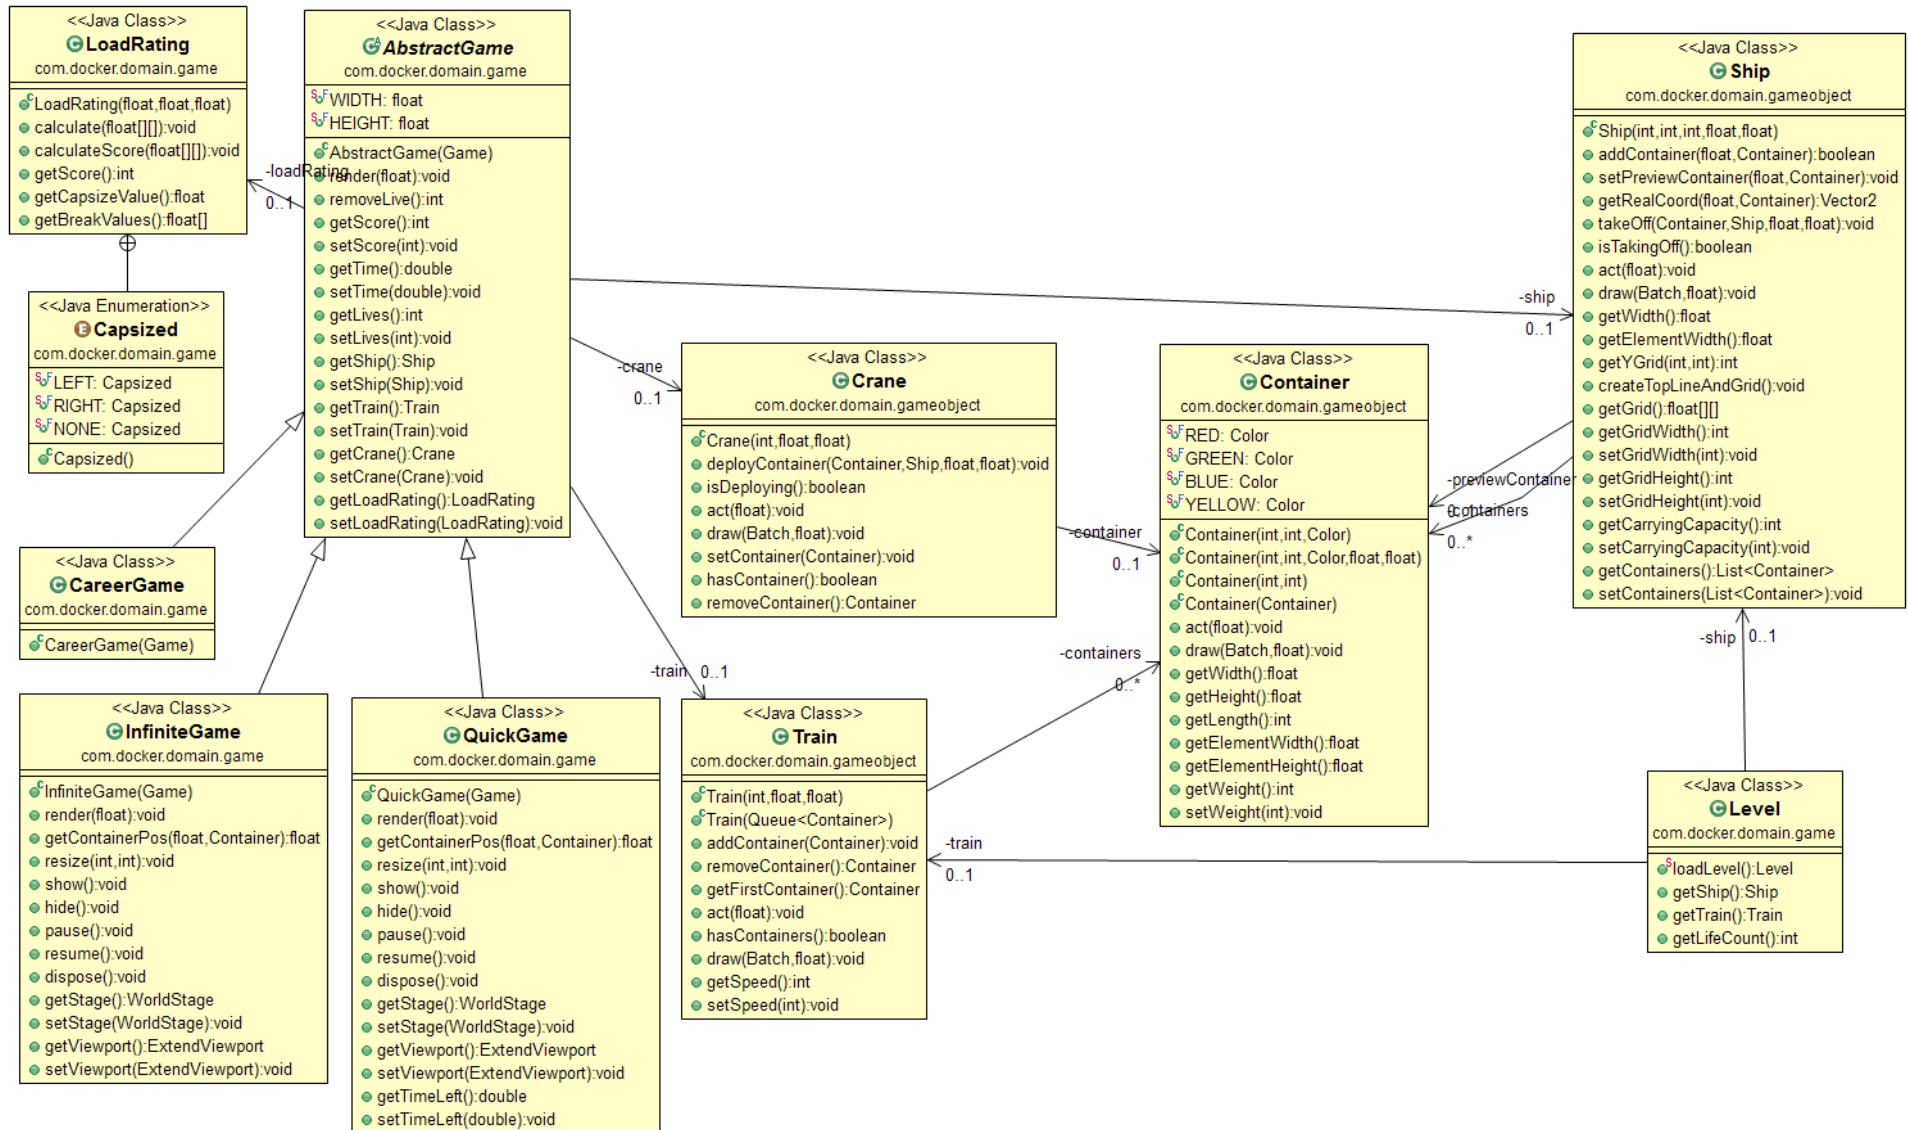 <<Java Class>>
LoadRating
com.docker.domain.game
LoadRating(float,float,float)
calculate(float[][]):void
calculateScore(float[][]):void
getScore():int
getCapsizeValue():float
getBreakValues():float[]
<<Java Enumeration>>
Capsized
com.docker.domain.game
LEFT: Capsized
RIGHT: Capsized
NONE: Capsized
Capsized()
<<Java Class>>
AbstractGame
com.docker.domain.game
WIDTH: float
HEIGHT: float
AbstractGame(Game)
render(float):void
removeLive():int
getScore():int
setScore(int):void
getTime():double
setTime(double):void
getLives():int
setLives(int):void
getShip():Ship
setShip(Ship):void
getTrain():Train
setTrain(Train):void
getCrane():Crane
setCrane(Crane):void
getLoadRating():LoadRating
setLoadRating(LoadRating):void
-loadRating
0..1
-ship
0..1
-crane
0..1
-train 0..1
<<Java Class>>
CareerGame
com.docker.domain.game
CareerGame(Game)
<<Java Class>>
InfiniteGame
com.docker.domain.game
InfiniteGame(Game)
render(float):void
getContainerPos(float,Container):float
resize(int,int):void
show():void
hide():void
pause():void
resume():void
dispose():void
getStage():WorldStage
setStage(WorldStage):void
getViewport():ExtendViewport
setViewport(ExtendViewport):void
<<Java Class>>
QuickGame
com.docker.domain.game
QuickGame(Game)
render(float):void
getContainerPos(float,Container):float
resize(int,int):void
show():void
hide():void
pause():void
resume():void
dispose():void
getStage():WorldStage
setStage(WorldStage):void
getViewport():ExtendViewport
setViewport(ExtendViewport):void
getTimeLeft():double
setTimeLeft(double):void
<<Java Class>>
Crane
com.docker.domain.gameobject
Crane(int,float,float)
deployContainer(Container,Ship,float,float):void
isDeploying():boolean
act(float):void
draw(Batch,float):void
setContainer(Container):void
hasContainer():boolean
removeContainer():Container
-container
0..1
<<Java Class>>
Train
com.docker.domain.gameobject
Train(int,float,float)
Train(Queue<Container>)
addContainer(Container):void
removeContainer():Container
getFirstContainer():Container
act(float):void
hasContainers():boolean
draw(Batch,float):void
getSpeed():int
setSpeed(int):void
-containers
0..*
<<Java Class>>
Container
com.docker.domain.gameobject
RED: Color
GREEN: Color
BLUE: Color
YELLOW: Color
Container(int,int,Color)
Container(int,int,Color,float,float)
Container(int,int)
Container(Container)
act(float):void
draw(Batch,float):void
getWidth():float
getHeight():float
getLength():int
getElementWidth():float
getElementHeight():float
getWeight():int
setWeight(int):void
<<Java Class>>
Ship
com.docker.domain.gameobject
Ship(int,int,int,float,float)
addContainer(float,Container):boolean
setPreviewContainer(float,Container):void
getRealCoord(float,Container):Vector2
takeOff(Container,Ship,float,float):void
isTakingOff():boolean
act(float):void
draw(Batch,float):void
getWidth():float
getElementWidth():float
getYGrid(int,int):int
createTopLineAndGrid():void
getGrid():float[][]
getGridWidth():int
setGridWidth(int):void
getGridHeight():int
setGridHeight(int):void
getCarryingCapacity():int
setCarryingCapacity(int):void
getContainers():List<Container>
setContainers(List<Container>):void
-previewContainer
0..1
-containers
0..*
-ship 0..1
-train
0..1
<<Java Class>>
Level
com.docker.domain.game
loadLevel():Level
getShip():Ship
getTrain():Train
getLifeCount():int